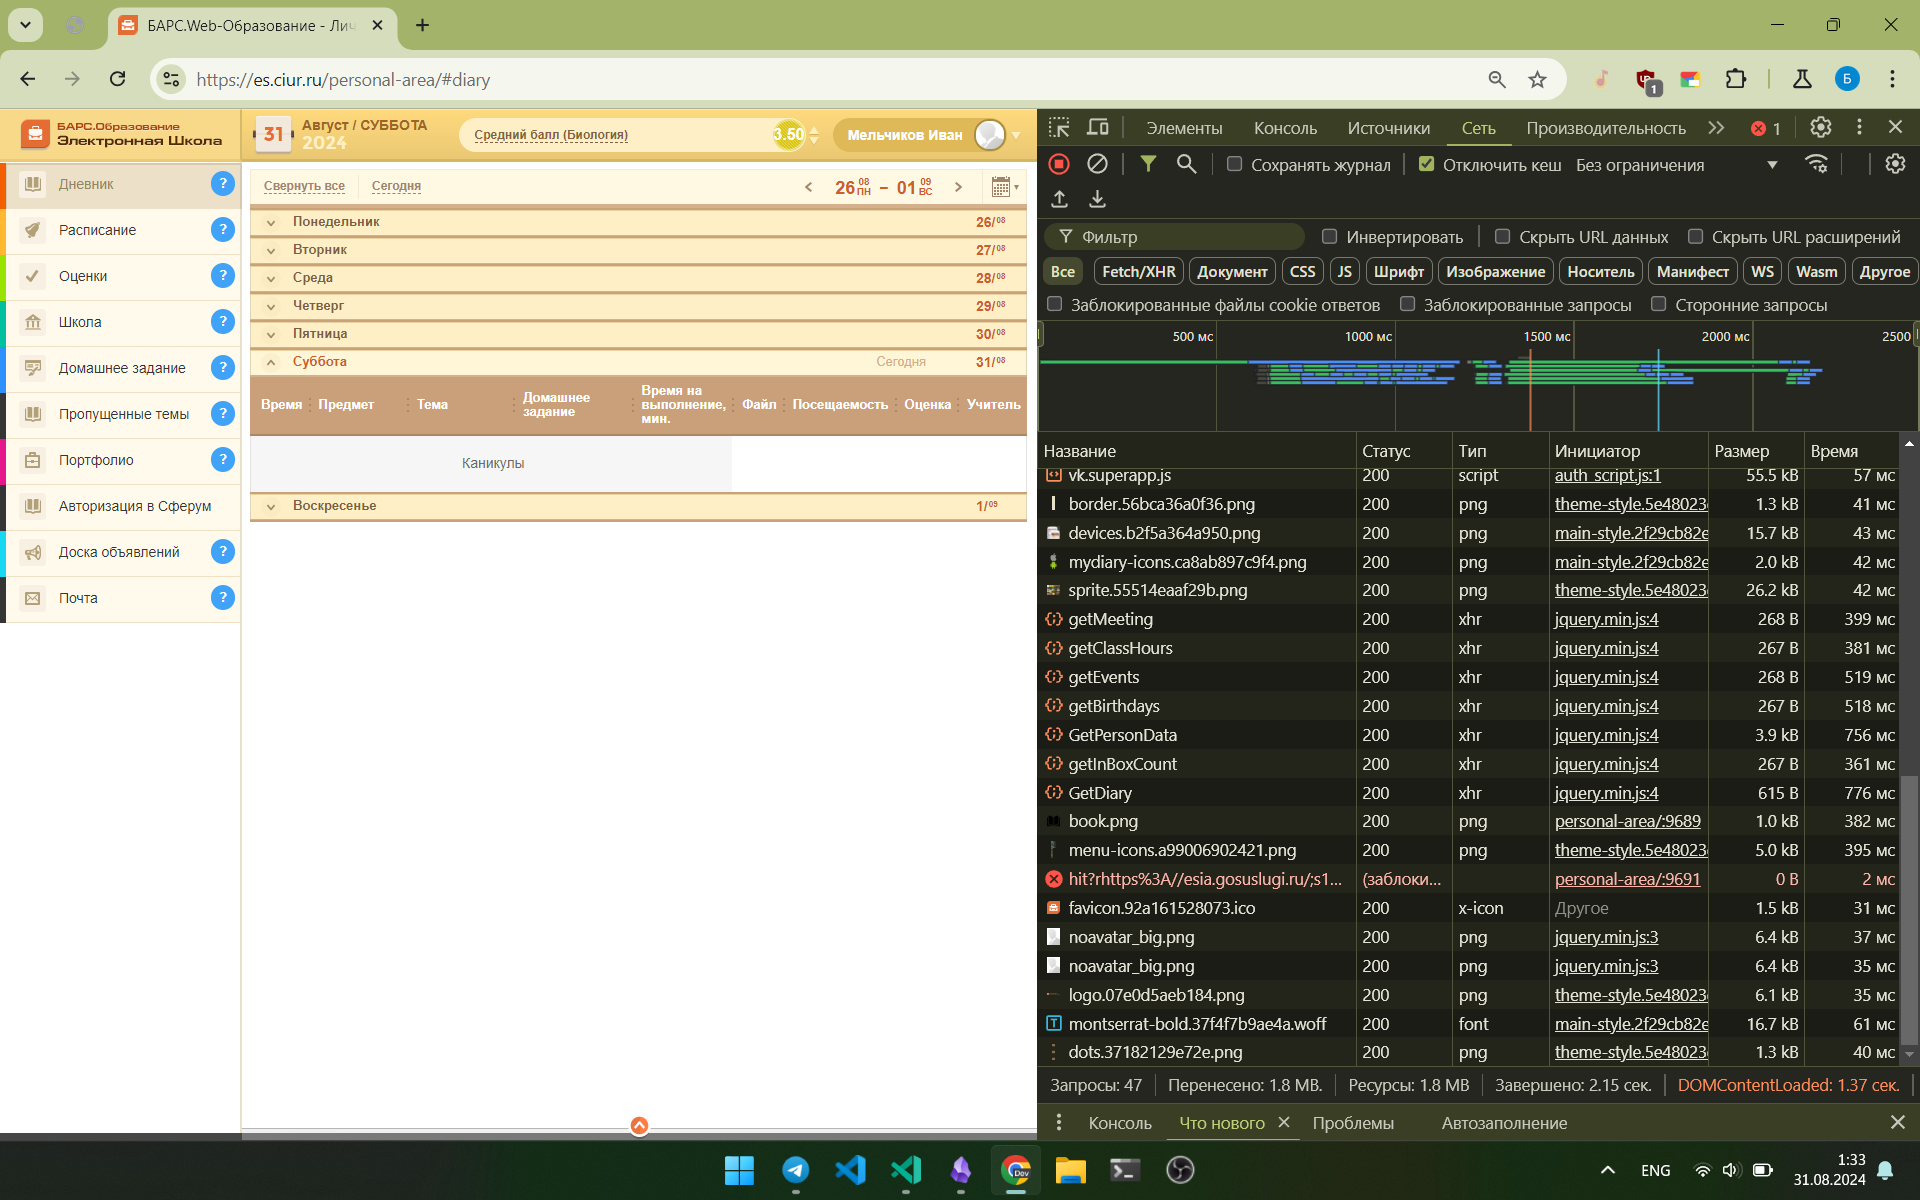 БАРС.Web-Образование - Лич
https://es.ciur.ru/personal-area/#diary
1
Б
БАРС.Образование
Электронная Школа
31
Август / СУББОТА
2024
Средний балл (Биология)
3.50
Мельчиков Иван
Дневник ?
Расписание ?
Оценки ?
Школа ?
Домашнее задание ?
Пропущенные темы ?
Портфолио ?
Авторизация в Сферум
Доска объявлений ?
Почта ?
Свернуть все Сегодня
26 08 ПН – 01 09 ВС
Понедельник 26/08
Вторник 27/08
Среда 28/08
Четверг 29/08
Пятница 30/08
Суббота Сегодня 31/08
Время Предмет Тема Домашнее задание Время на выполнение, мин. Файл Посещаемость Оценка Учитель
Каникулы
Воскресенье 1/09
Элементы Консоль Источники Сеть Производительность 1
Сохранять журнал Отключить кеш Без ограничения
Фильтр Инвертировать Скрыть URL данных Скрыть URL расширений
Все Fetch/XHR Документ CSS JS Шрифт Изображение Носитель Манифест WS Wasm Другое
Заблокированные файлы cookie ответов Заблокированные запросы Сторонние запросы
500 мс 1000 мс 1500 мс 2000 мс 2500
Название Статус Тип Инициатор Размер Время
vk.superapp.js 200 script auth_script.js:1 55.5 kB 57 мс
border.56bca36a0f36.png 200 png theme-style.5e48023 1.3 kB 41 мс
devices.b2f5a364a950.png 200 png main-style.2f29cb82e 15.7 kB 43 мс
mydiary-icons.ca8ab897c9f4.png 200 png main-style.2f29cb82e 2.0 kB 42 мс
sprite.55514eaaf29b.png 200 png theme-style.5e48023 26.2 kB 42 мс
getMeeting 200 xhr jquery.min.js:4 268 B 399 мс
getClassHours 200 xhr jquery.min.js:4 267 B 381 мс
getEvents 200 xhr jquery.min.js:4 268 B 519 мс
getBirthdays 200 xhr jquery.min.js:4 267 B 518 мс
GetPersonData 200 xhr jquery.min.js:4 3.9 kB 756 мс
getInBoxCount 200 xhr jquery.min.js:4 267 B 361 мс
GetDiary 200 xhr jquery.min.js:4 615 B 776 мс
book.png 200 png personal-area/:9689 1.0 kB 382 мс
menu-icons.a99006902421.png 200 png theme-style.5e48023 5.0 kB 395 мс
hit?rhttps%3A//esia.gosuslugi.ru/;s1... (заблоки... personal-area/:9691 0 B 2 мс
favicon.92a161528073.ico 200 x-icon Другое 1.5 kB 31 мс
noavatar_big.png 200 png jquery.min.js:3 6.4 kB 37 мс
noavatar_big.png 200 png jquery.min.js:3 6.4 kB 35 мс
logo.07e0d5aeb184.png 200 png theme-style.5e48023 6.1 kB 35 мс
montserrat-bold.37f4f7b9ae4a.woff 200 font main-style.2f29cb82e 16.7 kB 61 мс
dots.37182129e72e.png 200 png theme-style.5e48023 1.3 kB 40 мс
Запросы: 47 Перенесено: 1.8 MB. Ресурсы: 1.8 MB Завершено: 2.15 сек. DOMContentLoaded: 1.37 сек.
Консоль Что нового Проблемы Автозаполнение
Dev
ENG
1:33
31.08.2024